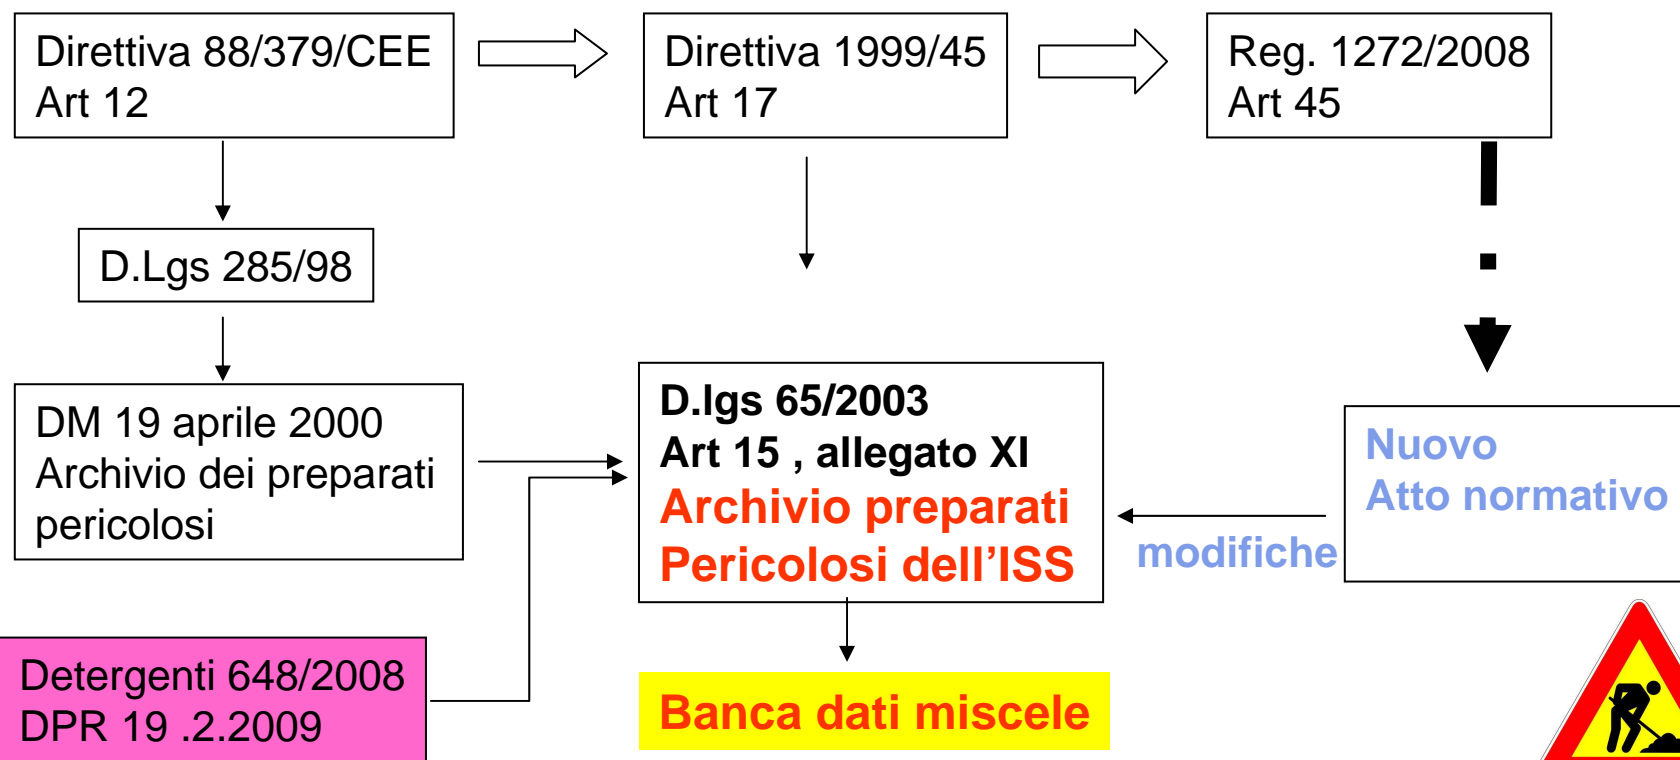 Direttiva 88/379/CEE
Art 12
Direttiva 1999/45
Art 17
Reg. 1272/2008
Art 45
D.Lgs 285/98
DM 19 aprile 2000
Archivio dei preparati
pericolosi
D.lgs 65/2003
Art 15 , allegato XI
Archivio preparati
Pericolosi dell’ISS
Nuovo
Atto normativo
modifiche
Detergenti 648/2008
DPR 19 .2.2009
Banca dati miscele